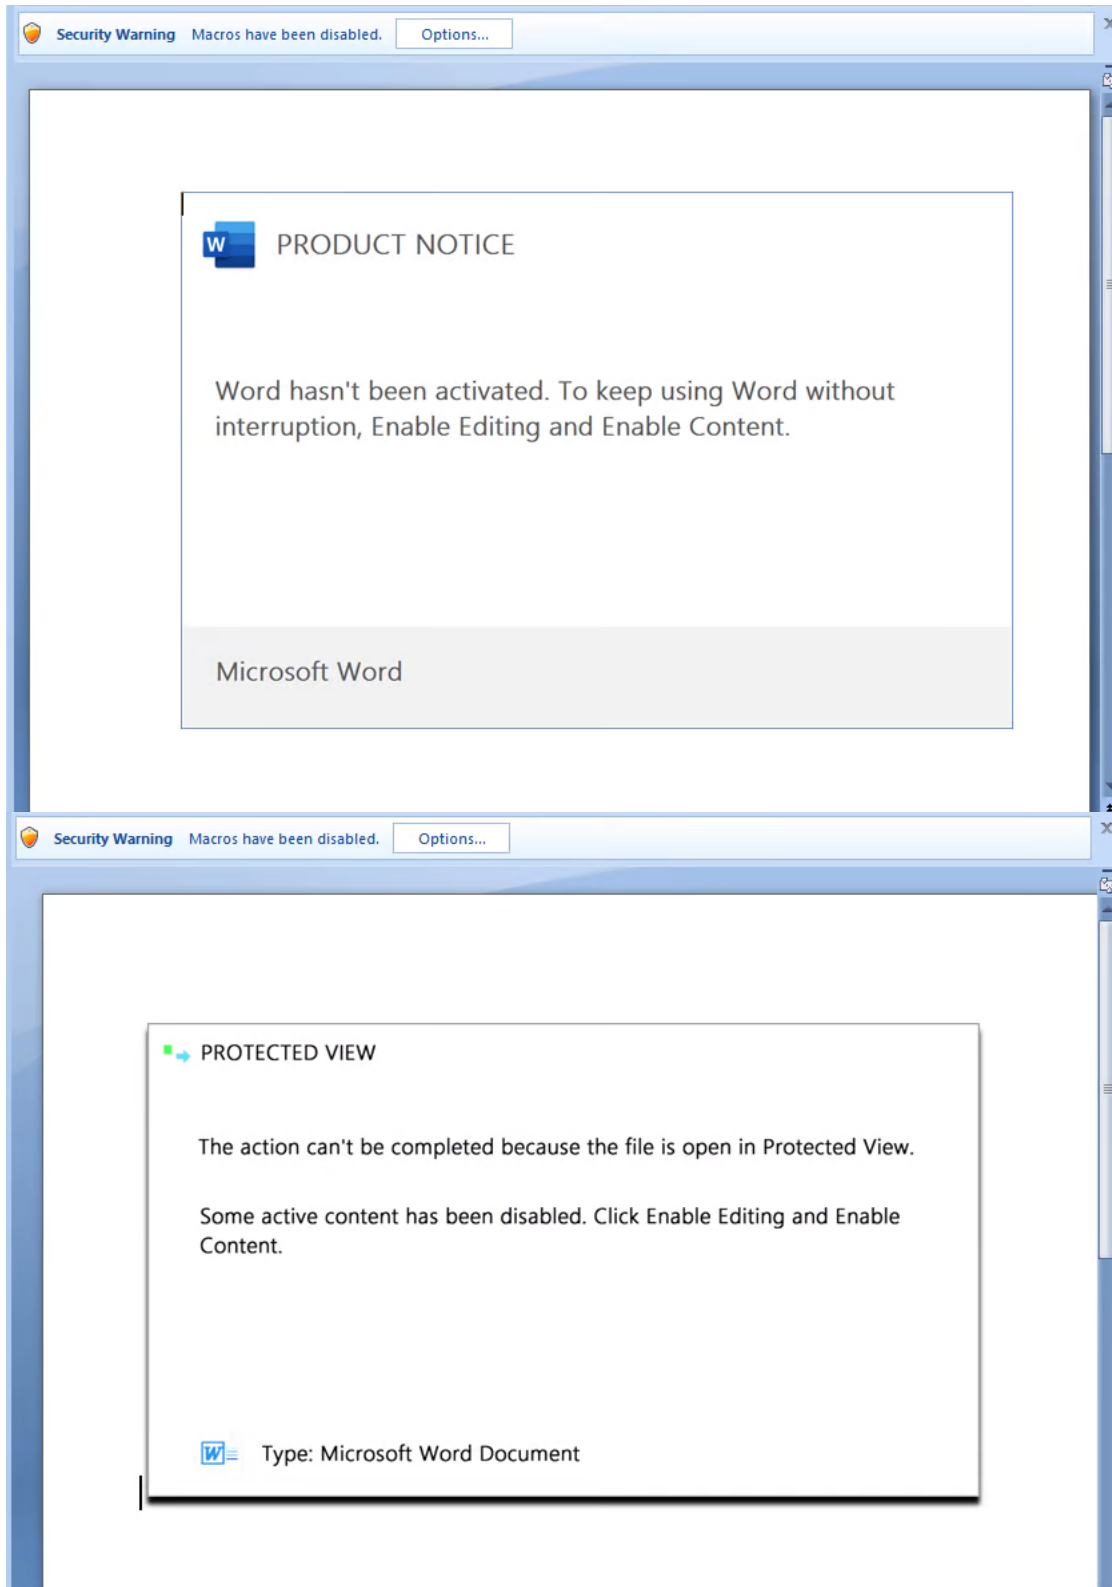 Security Warning Macros have been disabled. Options...
W PRODUCT NOTICE
Word hasn't been activated. To keep using Word without
interruption, Enable Editing and Enable Content.
Microsoft Word
Security Warning Macros have been disabled. Options...
PROTECTED VIEW
The action can't be completed because the file is open in Protected View.
Some active content has been disabled. Click Enable Editing and Enable
Content.
W Type: Microsoft Word Document